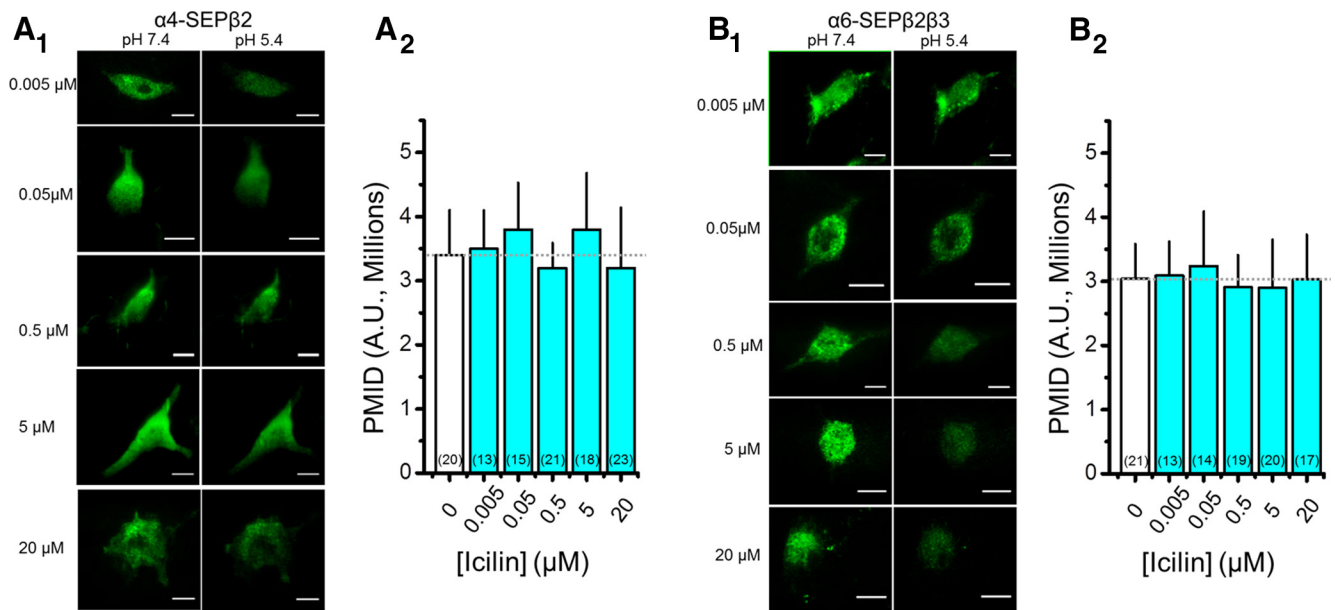 A1
α4-SEPβ2
pH 7.4 pH 5.4
0.005 μM
0.05μM
0.5 μM
5 μM
20 μM
A2
PMID (A.U., Millions)
5
4
3
2
1
0
(20) (13) (15) (21) (18) (23)
0 0.005 0.05 0.5 5 20
[Icilin] (μM)
B1
α6-SEPβ2β3
pH 7.4 pH 5.4
0.005 μM
0.05μM
0.5 μM
5 μM
20 μM
B2
PMID (A.U., Millions)
5
4
3
2
1
0
(21) (13) (14) (19) (20) (17)
0 0.005 0.05 0.5 5 20
[Icilin] (μM)